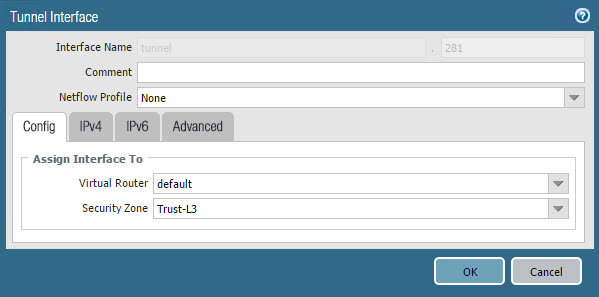 Tunnel Interface
Interface Name tunnel . 281
Comment
Netflow Profile None
Config IPv4 IPv6 Advanced
Assign Interface To
Virtual Router default
Security Zone Trust-L3
OK Cancel